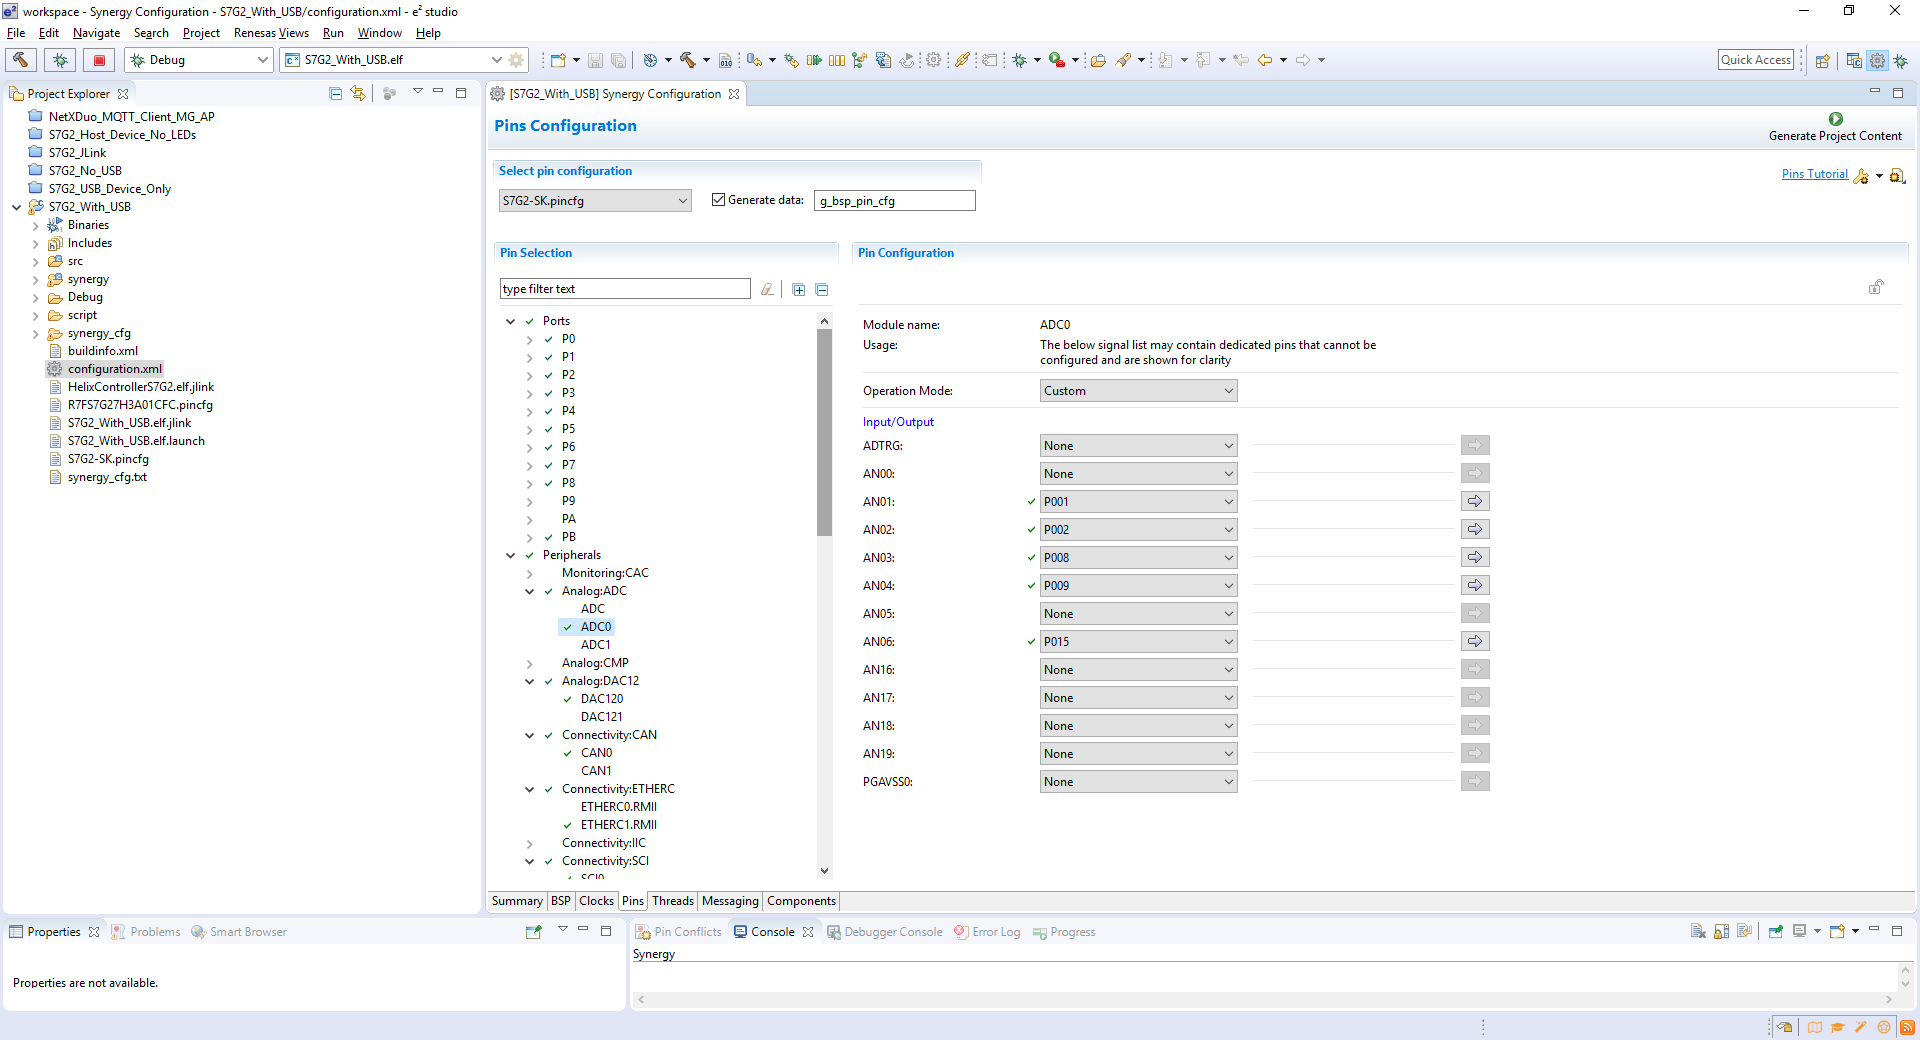 workspace - Synergy Configuration - S7G2_With_USB/configuration.xml - e² studio
File Edit Navigate Search Project Renesas Views Run Window Help
Debug
S7G2_With_USB.elf
Quick Access
Project Explorer
NetXDuo_MQTT_Client_MG_AP
S7G2_Host_Device_No_LEDs
S7G2_JLink
S7G2_No_USB
S7G2_USB_Device_Only
S7G2_With_USB
Binaries
Includes
src
synergy
Debug
script
synergy_cfg
buildinfo.xml
configuration.xml
HelixControllerS7G2.elf.jlink
R7FS7G27H3A01CFC.pincfg
S7G2_With_USB.elf.jlink
S7G2_With_USB.elf.launch
S7G2-SK.pincfg
synergy_cfg.txt
[S7G2_With_USB] Synergy Configuration
Pins Configuration
Generate Project Content
Select pin configuration
Pins Tutorial
S7G2-SK.pincfg
Generate data:
g_bsp_pin_cfg
Pin Selection
type filter text
Ports
P0
P1
P2
P3
P4
P5
P6
P7
P8
P9
PA
PB
Peripherals
Monitoring:CAC
Analog:ADC
ADC
ADC0
ADC1
Analog:CMP
Analog:DAC12
DAC120
DAC121
Connectivity:CAN
CAN0
CAN1
Connectivity:ETHERC
ETHERC0.RMII
ETHERC1.RMII
Connectivity:IIC
Connectivity:SCI
SCI0
Pin Configuration
Module name: ADC0
Usage: The below signal list may contain dedicated pins that cannot be
configured and are shown for clarity
Operation Mode: Custom
Input/Output
ADTRG: None
AN00: None
AN01: P001
AN02: P002
AN03: P008
AN04: P009
AN05: None
AN06: P015
AN16: None
AN17: None
AN18: None
AN19: None
PGAVSS0: None
Summary BSP Clocks Pins Threads Messaging Components
Properties Problems Smart Browser
Properties are not available.
Pin Conflicts Console Debugger Console Error Log Progress
Synergy